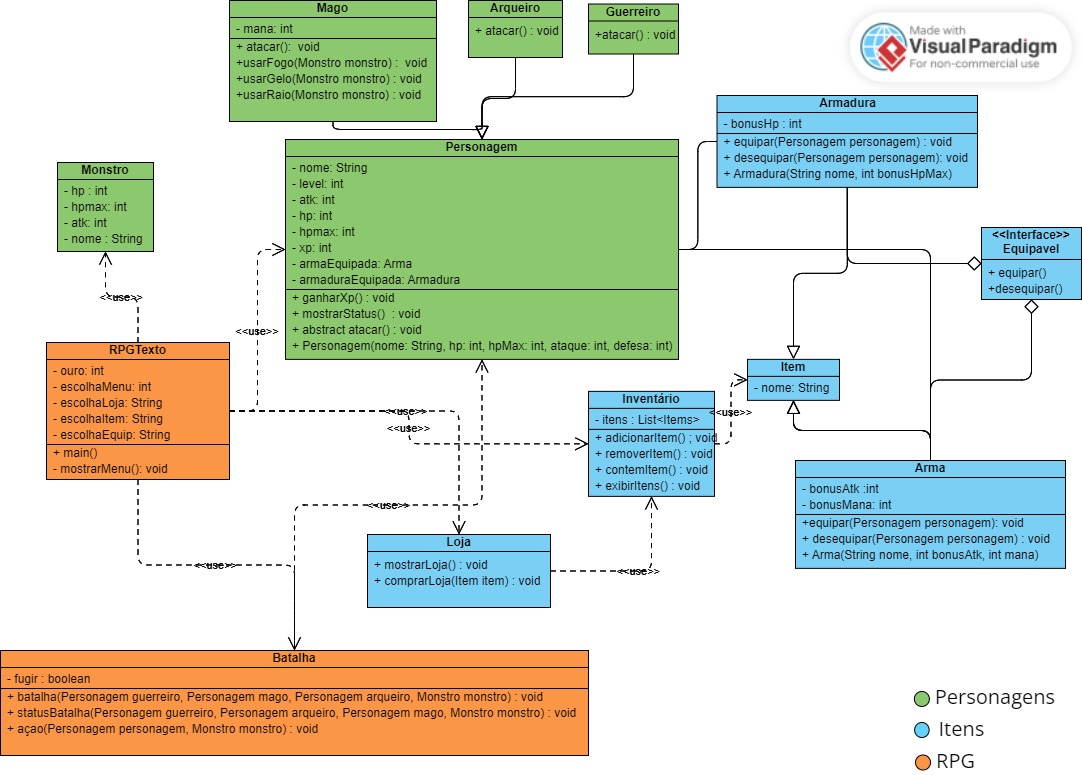 Mago
- mana: int
+ atacar():  void
+usarFogo(Monstro monstro) :  void
+usarGelo(Monstro monstro) : void
+usarRaio(Monstro monstro) : void
Arqueiro
+ atacar() : void
Guerreiro
+atacar() : void
Made with
VisualParadigm
For non-commercial use
Armadura
- bonusHp : int
+ equipar(Personagem personagem) : void
+ desequipar(Personagem personagem): void
+ Armadura(String nome, int bonusHpMax)
Personagem
- nome: String
- level: int
- atk: int
- hp: int
- hpmax: int
- xp: int
- armaEquipada: Arma
- armaduraEquipada: Armadura
+ ganharXp() : void
+ mostrarStatus()  : void
+ abstract atacar() : void
+ Personagem(nome: String, hp: int, hpMax: int, ataque: int, defesa: int)
Monstro
- hp : int
- hpmax: int
- atk: int
- nome : String
<<Interface>>
Equipavel
+ equipar()
+desequipar()
<<use>>
<<use>>
RPGTexto
- ouro: int
- escolhaMenu: int
- escolhaLoja: String
- escolhaItem: String
- escolhaEquip: String
+ main()
- mostrarMenu(): void
Item
- nome: String
<<use>>
<<use>>
<<use>>
Inventário
- itens : List<Items>
+ adicionarItem() ; void
+ removerItem() : void
+ contemItem() : void
+ exibirItens() : void
Arma
- bonusAtk :int
- bonusMana: int
+equipar(Personagem personagem): void
+ desequipar(Personagem personagem) : void
+ Arma(String nome, int bonusAtk, int mana)
<<use>>
Loja
+ mostrarLoja() : void
+ comprarLoja(Item item) : void
<<use>>
<<use>>
Batalha
- fugir : boolean
+ batalha(Personagem guerreiro, Personagem mago, Personagem arqueiro, Monstro monstro) : void
+ statusBatalha(Personagem guerreiro, Personagem arqueiro, Personagem mago, Monstro monstro) : void
+ açao(Personagem personagem, Monstro monstro) : void
Personagens
Itens
RPG